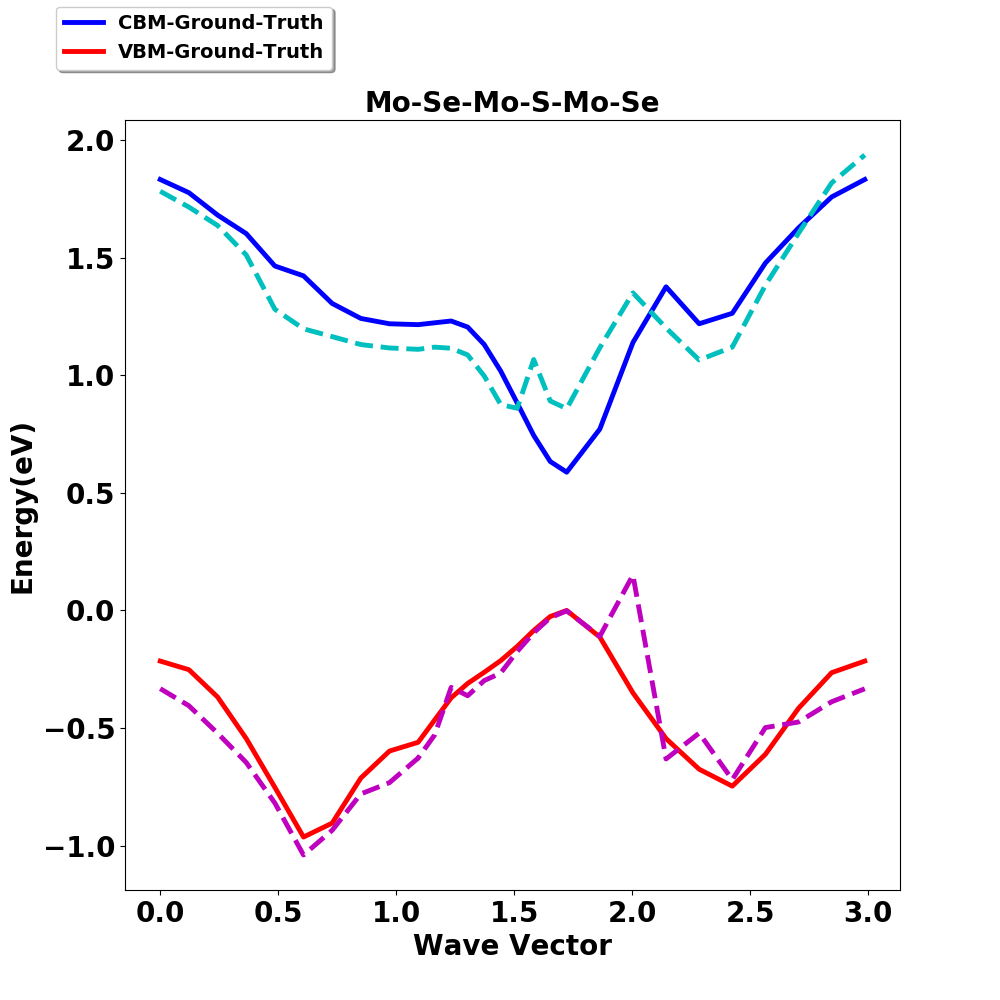 CBM-Ground-Truth
VBM-Ground-Truth
Mo-Se-Mo-S-Mo-Se
2.0
1.5
1.0
0.5
0.0
−0.5
−1.0
Energy(eV)
0.0 0.5 1.0 1.5 2.0 2.5 3.0
Wave Vector